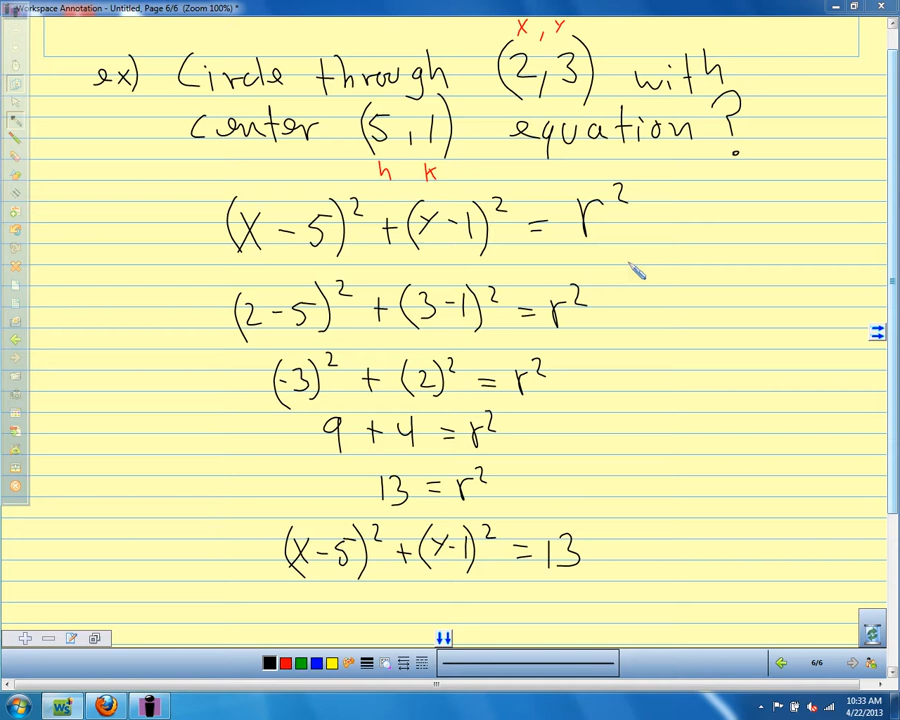 Workspace Annotation - Untitled, Page 6/6 (Zoom 100%) *
x , y
ex) Circle through (2, 3) with
center (5, 1) equation?
h k
(x - 5)² + (y - 1)² = r²
(2 - 5)² + (3 - 1)² = r²
(-3)² + (2)² = r²
9 + 4 = r²
13 = r²
(x - 5)² + (y - 1)² = 13
6/6
10:33 AM
4/22/2013